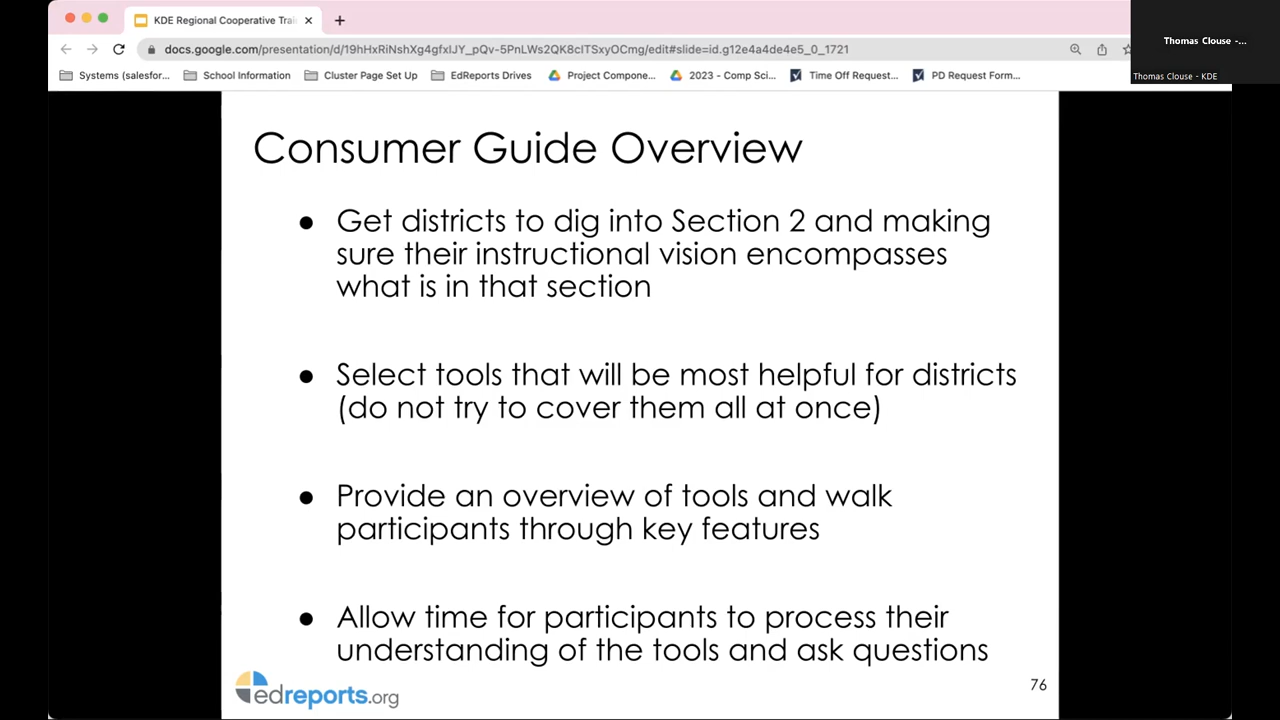 KDE Regional Cooperative Trai
docs.google.com/presentation/d/19hHxRiNshXg4gfxIJY_pQv-5PnLWs2QK8clTSxyOCmg/edit#slide=id.g12e4a4de4e5_0_1721
Thomas Clouse -...
Thomas Clouse - KDE
Systems (salesfor... School Information Cluster Page Set Up EdReports Drives Project Compone... 2023 - Comp Sci... Time Off Request... PD Request Form...
Consumer Guide Overview
● Get districts to dig into Section 2 and making
sure their instructional vision encompasses
what is in that section
● Select tools that will be most helpful for districts
(do not try to cover them all at once)
● Provide an overview of tools and walk
participants through key features
● Allow time for participants to process their
understanding of the tools and ask questions
edreports.org
76